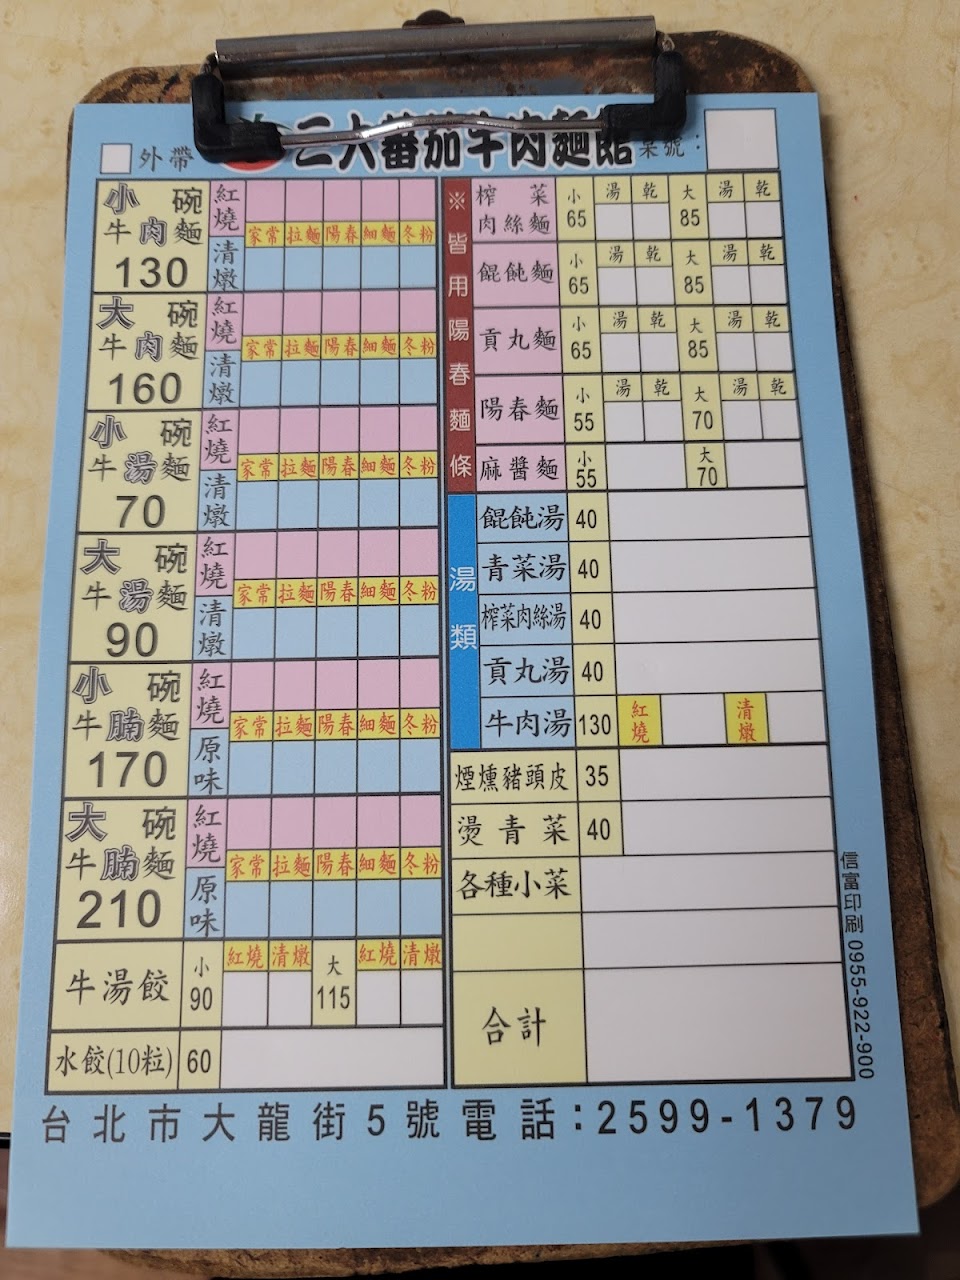 外帶
三六蕃茄牛肉麵館
桌號：
小碗
牛肉麵
130
紅燒
家常 拉麵 陽春 細麵 冬粉
清燉
大碗
牛肉麵
160
紅燒
家常 拉麵 陽春 細麵 冬粉
清燉
小碗
牛湯麵
70
紅燒
家常 拉麵 陽春 細麵 冬粉
清燉
大碗
牛湯麵
90
紅燒
家常 拉麵 陽春 細麵 冬粉
清燉
小碗
牛腩麵
170
紅燒
家常 拉麵 陽春 細麵 冬粉
原味
大碗
牛腩麵
210
紅燒
家常 拉麵 陽春 細麵 冬粉
原味
牛湯餃 小 90 紅燒 清燉 大 115 紅燒 清燉
水餃(10粒) 60
※皆用陽春麵條
榨菜肉絲麵 小 65 湯 乾 大 85 湯 乾
餛飩麵 小 65 湯 乾 大 85 湯 乾
貢丸麵 小 65 湯 乾 大 85 湯 乾
陽春麵 小 55 湯 乾 大 70 湯 乾
麻醬麵 小 55 大 70
湯類
餛飩湯 40
青菜湯 40
榨菜肉絲湯 40
貢丸湯 40
牛肉湯 130 紅燒 清燉
煙燻豬頭皮 35
燙青菜 40
各種小菜
合計
信富印刷 0955-922-900
台北市大龍街5號電話：2599-1379